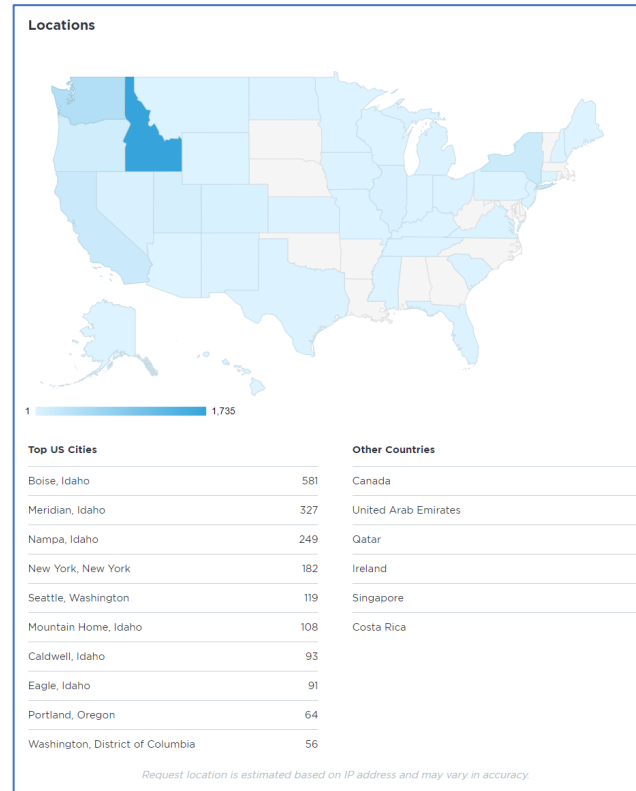 Locations
1 1,735
Top US Cities
Boise, Idaho 581
Meridian, Idaho 327
Nampa, Idaho 249
New York, New York 182
Seattle, Washington 119
Mountain Home, Idaho 108
Caldwell, Idaho 93
Eagle, Idaho 91
Portland, Oregon 64
Washington, District of Columbia 56
Other Countries
Canada
United Arab Emirates
Qatar
Ireland
Singapore
Costa Rica
Request location is estimated based on IP address and may vary in accuracy.